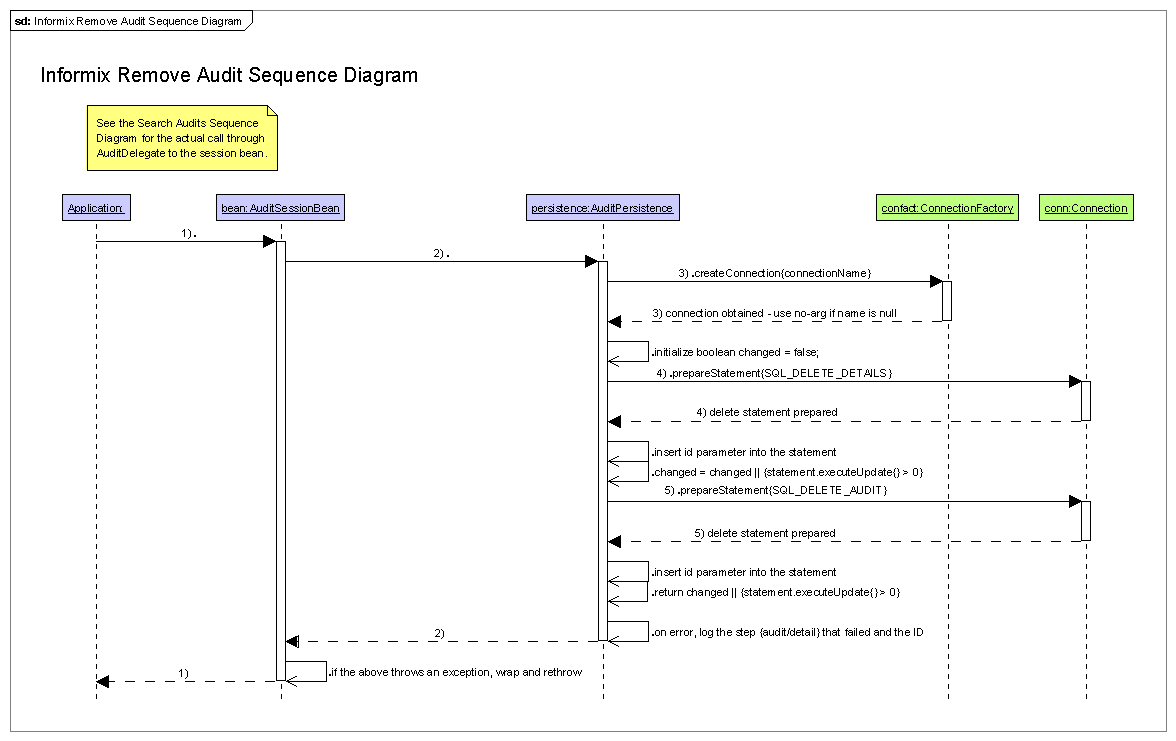 sd: Informix Remove Audit Sequence Diagram
Informix Remove Audit Sequence Diagram
See the Search Audits Sequence
Diagram for the actual call through
AuditDelegate to the session bean.
Application:
bean:AuditSessionBean
persistence:AuditPersistence
confact:ConnectionFactory
conn:Connection
1) .
2) .
3) .createConnection{connectionName}
3) connection obtained - use no-arg if name is null
.initialize boolean changed = false;
4) .prepareStatement{SQL_DELETE_DETAILS}
4) delete statement prepared
.insert id parameter into the statement
.changed = changed || {statement.executeUpdate{} > 0}
5) .prepareStatement{SQL_DELETE_AUDIT}
5) delete statement prepared
.insert id parameter into the statement
.return changed || {statement.executeUpdate{} > 0}
.on error, log the step {audit/detail} that failed and the ID
2)
.if the above throws an exception, wrap and rethrow
1)